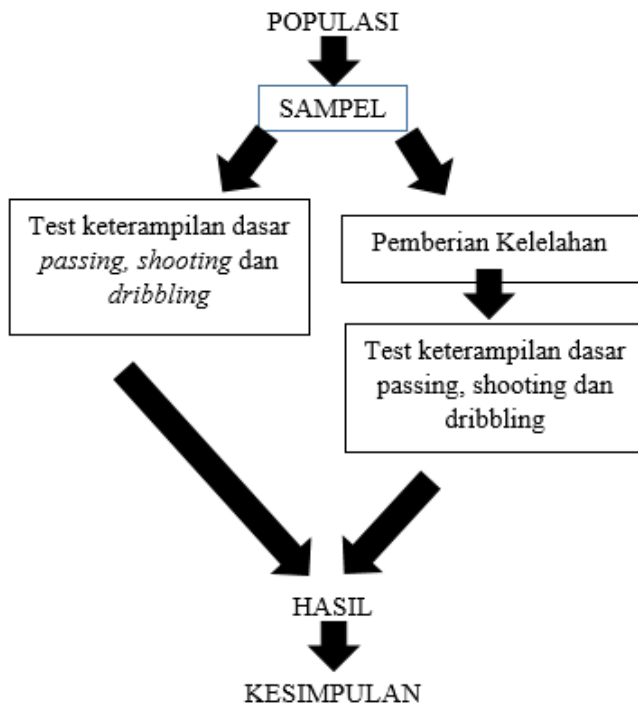 POPULASI
SAMPEL
Test keterampilan dasar
passing, shooting dan
dribbling
Pemberian Kelelahan
Test keterampilan dasar
passing, shooting dan
dribbling
HASIL
KESIMPULAN